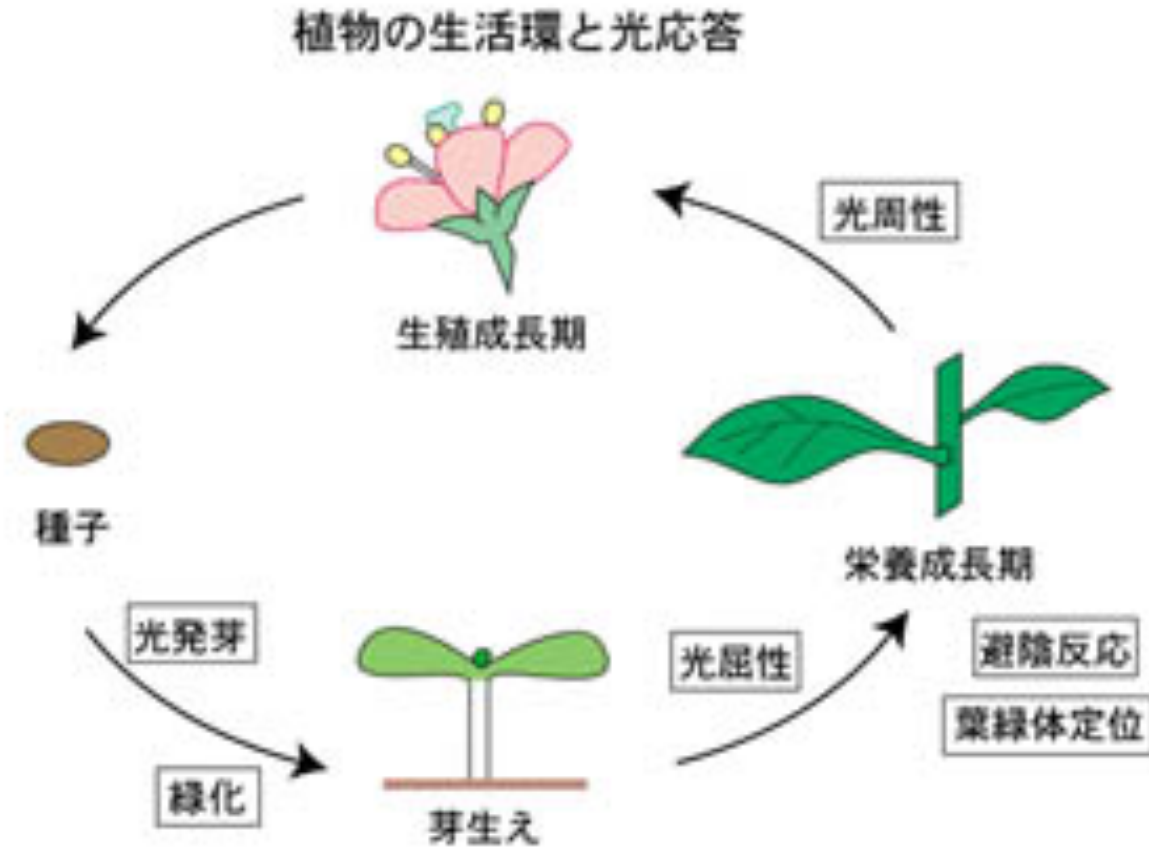 植物の生活環と光応答
光周性
生殖成長期
種子
栄養成長期
光発芽
光屈性
避陰反応
葉緑体定位
緑化
芽生え